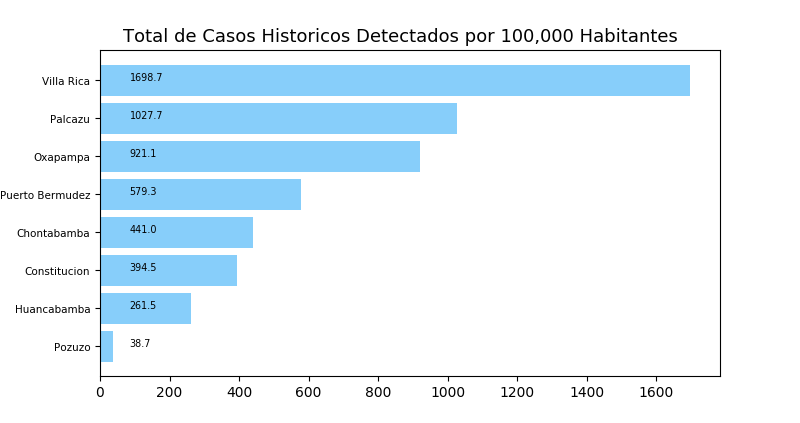 Total de Casos Historicos Detectados por 100,000 Habitantes
Villa Rica 1698.7
Palcazu 1027.7
Oxapampa 921.1
Puerto Bermudez 579.3
Chontabamba 441.0
Constitucion 394.5
Huancabamba 261.5
Pozuzo 38.7
0 200 400 600 800 1000 1200 1400 1600